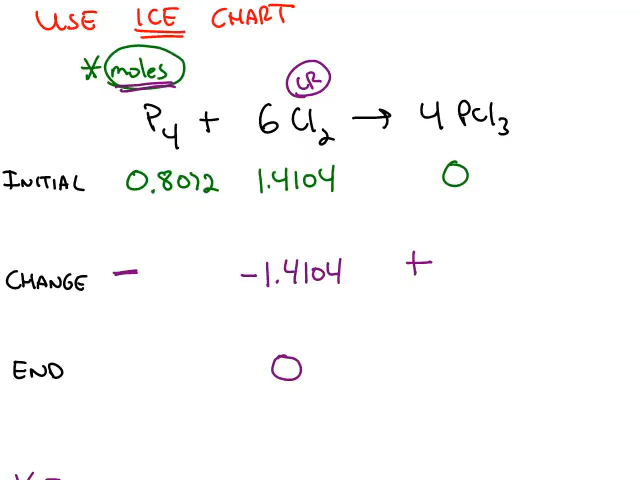 USE ICE CHART
* moles
LR
P4 + 6 Cl2 → 4 PCl3
INITIAL 0.8072 1.4104 0
CHANGE - -1.4104 +
END 0